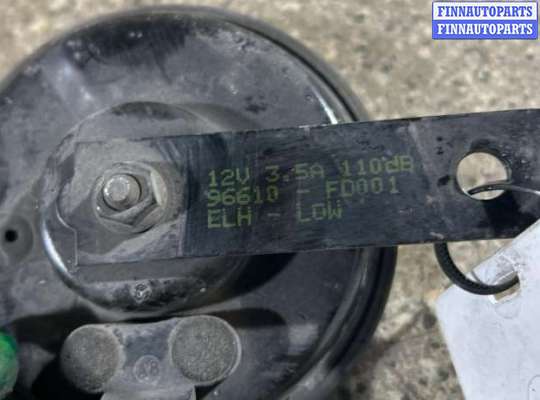 FINNAUTOPARTS
FINNAUTOPARTS
12V 3.5A 110dB
96610 - FD001
ELH - LOW